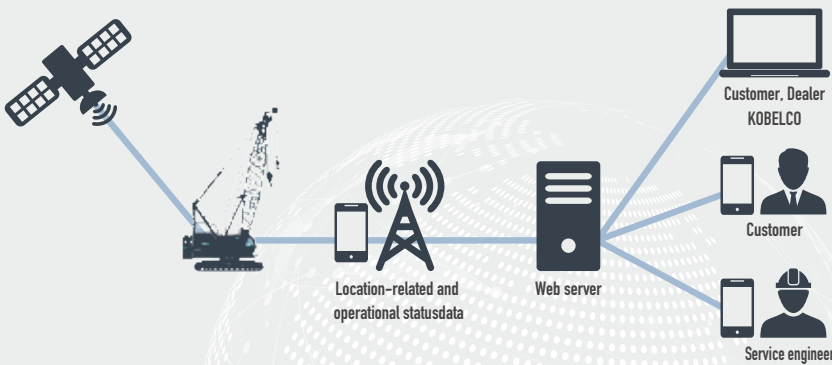 Customer, Dealer
KOBELCO
Customer
Location-related and
operational statusdata
Web server
Service engineer